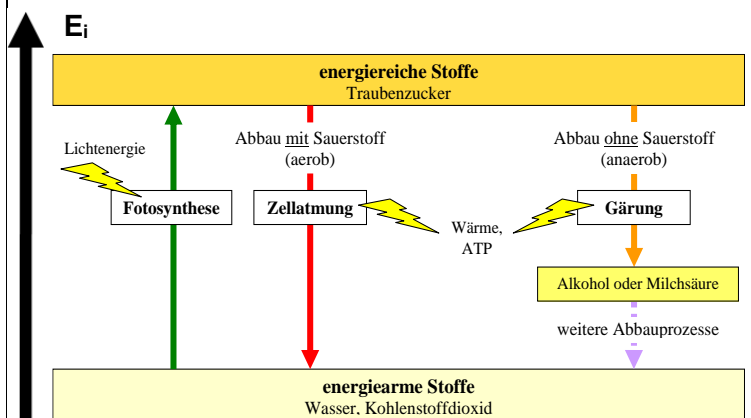 Ei
energiereiche Stoffe
Traubenzucker
Lichtenergie
Abbau mit Sauerstoff
(aerob)
Abbau ohne Sauerstoff
(anaerob)
Fotosynthese
Zellatmung
Wärme,
ATP
Gärung
Alkohol oder Milchsäure
weitere Abbauprozesse
energiearme Stoffe
Wasser, Kohlenstoffdioxid